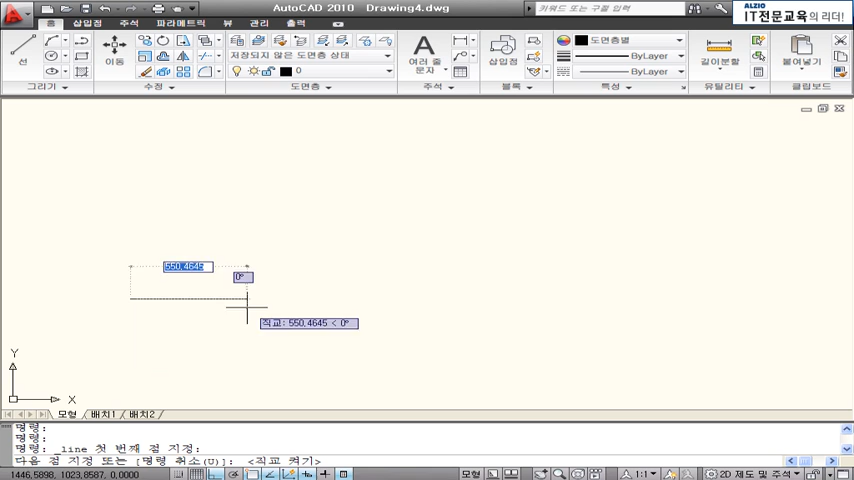 AutoCAD 2010 Drawing4.dwg
키워드 또는 구절 입력
ALZIO
IT전문교육의 리더!
홈 삽입점 주석 파라메트릭 뷰 관리 출력
선
이동
저장되지 않은 도면층 상태
0
여러 줄 문자
삽입점
도면층별
ByLayer
ByLayer
길이분할
붙여넣기
그리기 수정 도면층 주석 블록 특성 유틸리티 클립보드
550.4645
0°
직교: 550.4645 < 0°
Y
X
모형 배치1 배치2
명령:
명령:
명령: _line 첫 번째 점 지정:
다음 점 지정 또는 [명령 취소(U)]: <직교 켜기>
1446.5898, 1023.8587, 0.0000
모형
1:1
2D 제도 및 주석